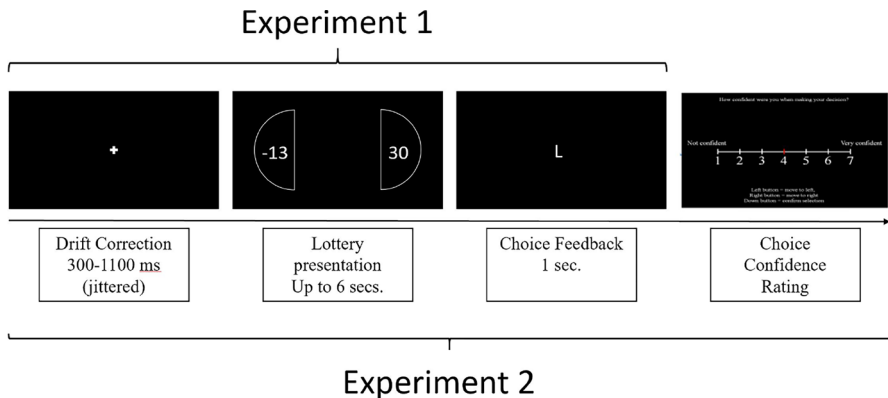 Experiment 1
-13
30
L
How confident were you when making your decision?
Not confident
Very confident
1 2 3 4 5 6 7
Left button = move to left,
Right button = move to right
Down button = confirm selection
Drift Correction
300-1100 ms
(jittered)
Lottery
presentation
Up to 6 secs.
Choice Feedback
1 sec.
Choice
Confidence
Rating
Experiment 2